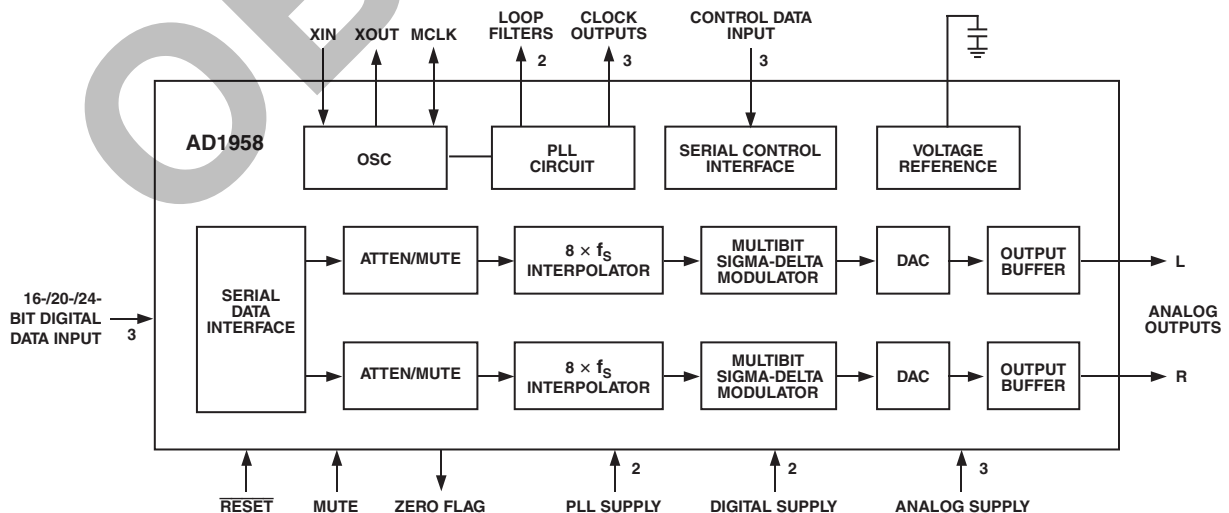 LOOP FILTERS
CLOCK OUTPUTS
CONTROL DATA INPUT
XIN
XOUT
MCLK
2
3
3
AD1958
OSC
PLL CIRCUIT
SERIAL CONTROL INTERFACE
VOLTAGE REFERENCE
16-/20-/24-
BIT DIGITAL
DATA INPUT
3
SERIAL
DATA
INTERFACE
ATTEN/MUTE
8 × fS
INTERPOLATOR
MULTIBIT
SIGMA-DELTA
MODULATOR
DAC
OUTPUT
BUFFER
L
ANALOG
OUTPUTS
ATTEN/MUTE
8 × fS
INTERPOLATOR
MULTIBIT
SIGMA-DELTA
MODULATOR
DAC
OUTPUT
BUFFER
R
2
2
3
RESET
MUTE
ZERO FLAG
PLL SUPPLY
DIGITAL SUPPLY
ANALOG SUPPLY